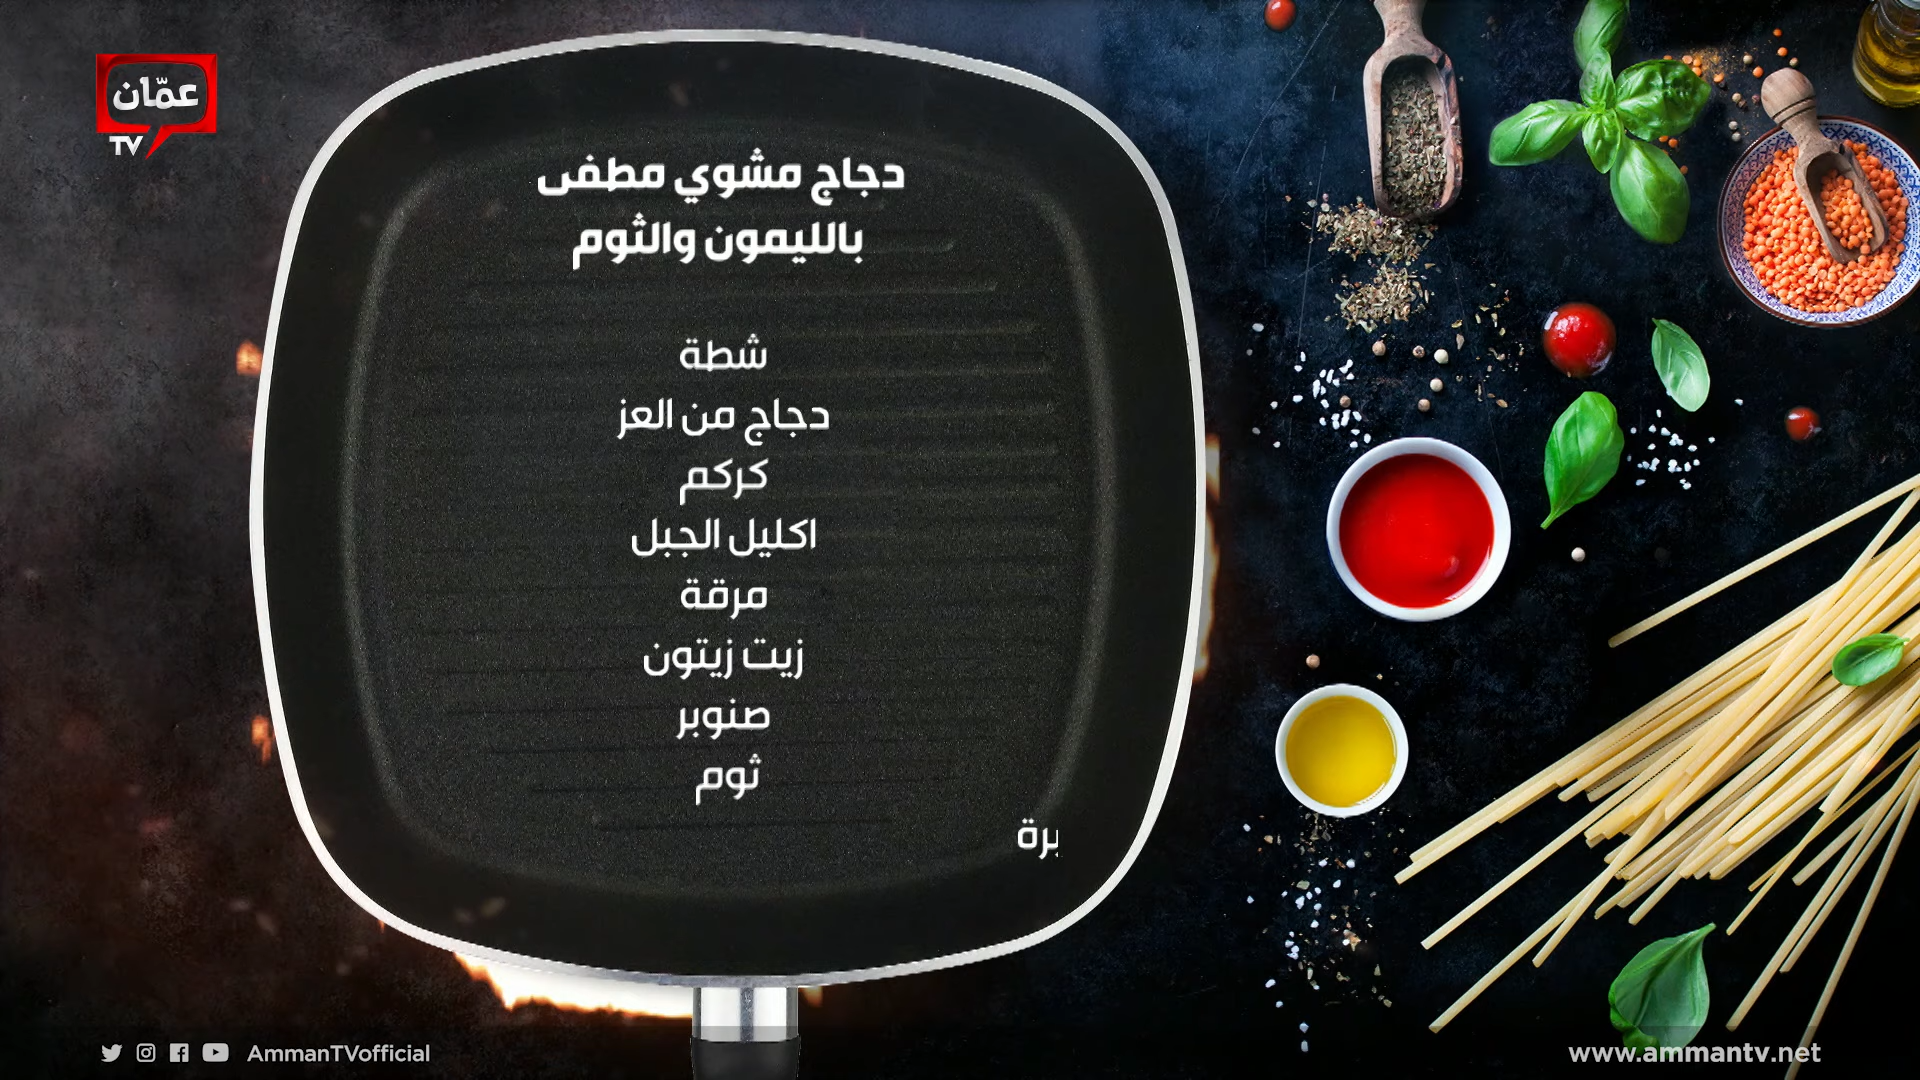 عمّان
TV
دجاج مشوي مطفى
بالليمون والثوم
شطة
دجاج من العز
كركم
اكليل الجبل
مرقة
زيت زيتون
صنوبر
ثوم
AmmanTVofficial
www.ammantv.net